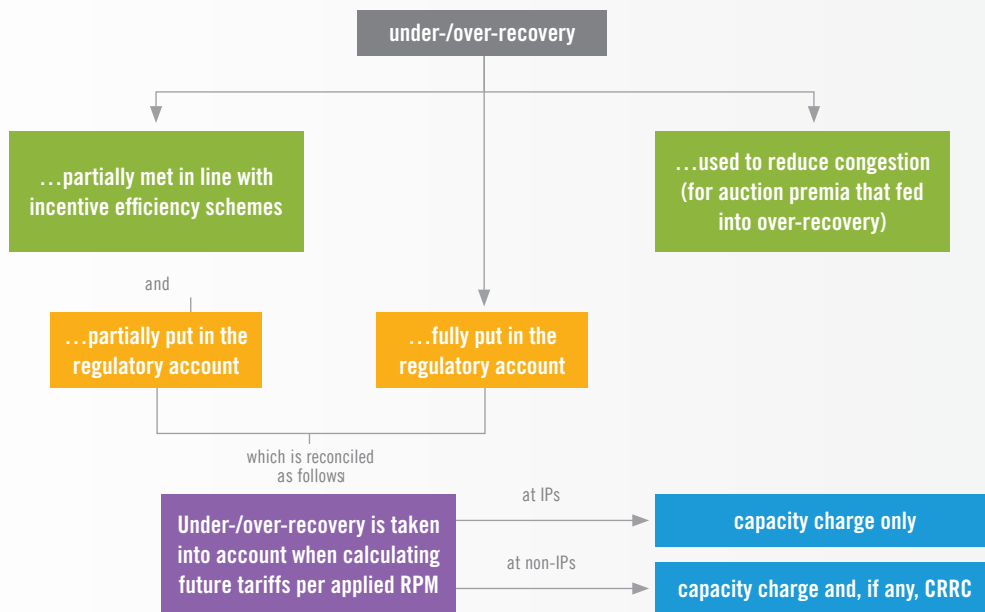 under-/over-recovery
...partially met in line with
incentive efficiency schemes
...used to reduce congestion
(for auction premia that fed
into over-recovery)
and
...partially put in the
regulatory account
...fully put in the
regulatory account
which is reconciled
as follows
Under-/over-recovery is taken
into account when calculating
future tariffs per applied RPM
at IPs
capacity charge only
at non-IPs
capacity charge and, if any, CRRC